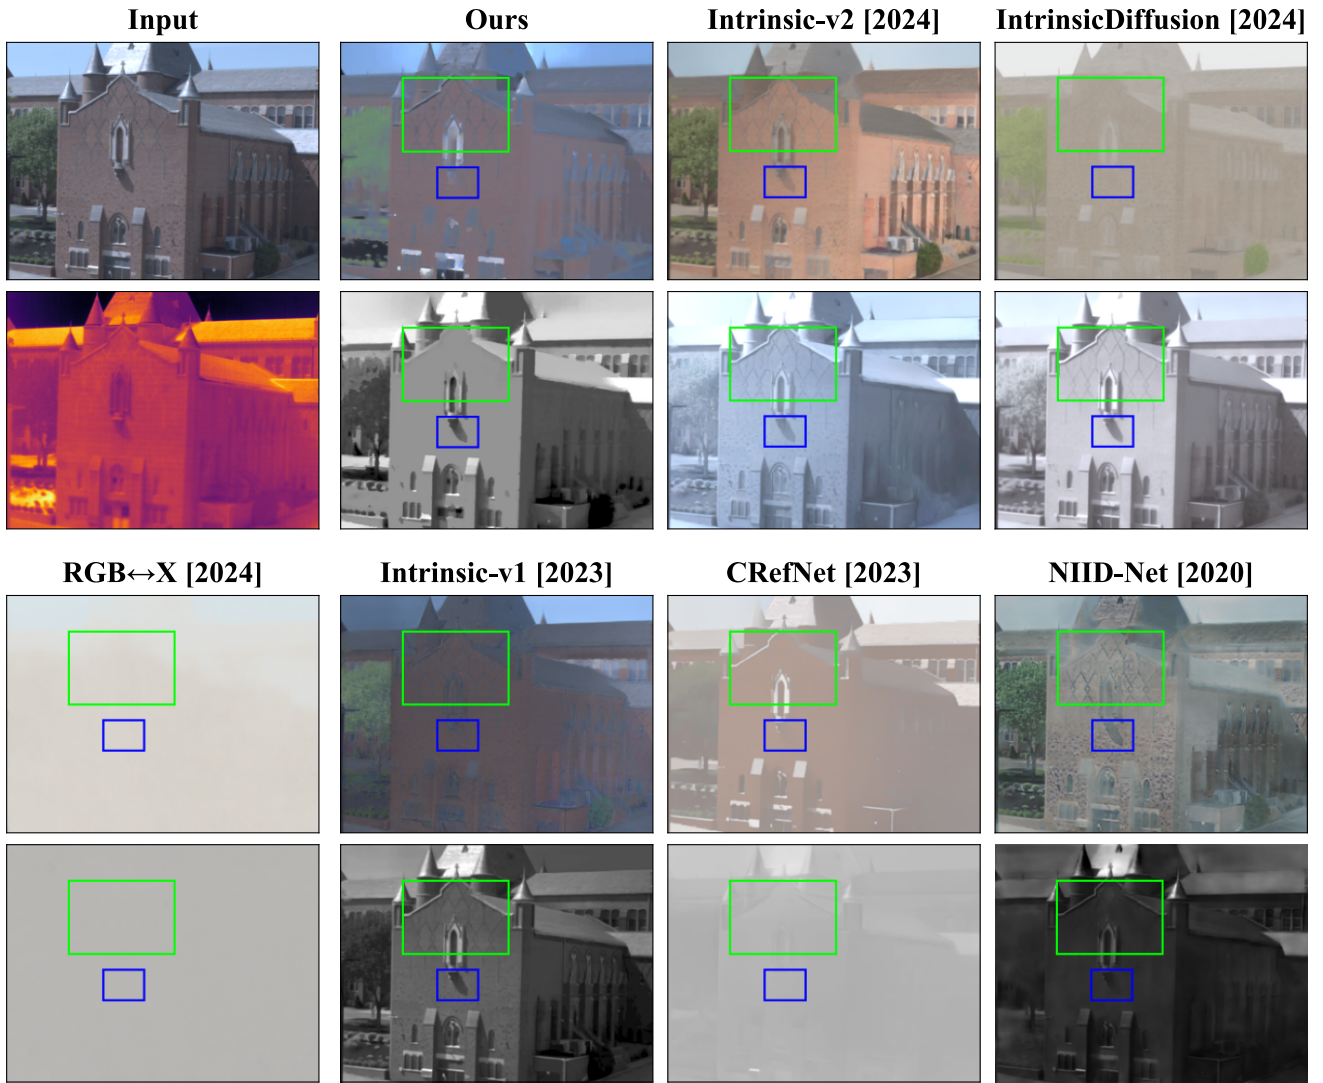 Input
Ours
Intrinsic-v2 [2024]
IntrinsicDiffusion [2024]
RGB↔X [2024]
Intrinsic-v1 [2023]
CRefNet [2023]
NIID-Net [2020]